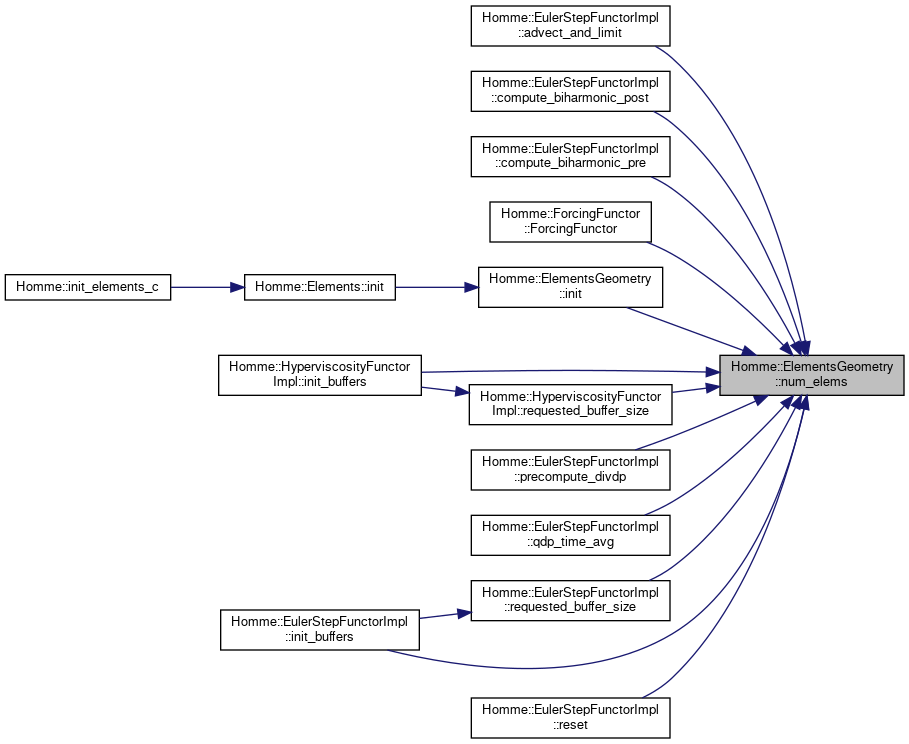 Homme::EulerStepFunctorImpl
::advect_and_limit
Homme::EulerStepFunctorImpl
::compute_biharmonic_post
Homme::EulerStepFunctorImpl
::compute_biharmonic_pre
Homme::ForcingFunctor
::ForcingFunctor
Homme::init_elements_c
Homme::Elements::init
Homme::ElementsGeometry
::init
Homme::HyperviscosityFunctor
Impl::init_buffers
Homme::ElementsGeometry
::num_elems
Homme::HyperviscosityFunctor
Impl::requested_buffer_size
Homme::EulerStepFunctorImpl
::precompute_divdp
Homme::EulerStepFunctorImpl
::qdp_time_avg
Homme::EulerStepFunctorImpl
::requested_buffer_size
Homme::EulerStepFunctorImpl
::init_buffers
Homme::EulerStepFunctorImpl
::reset